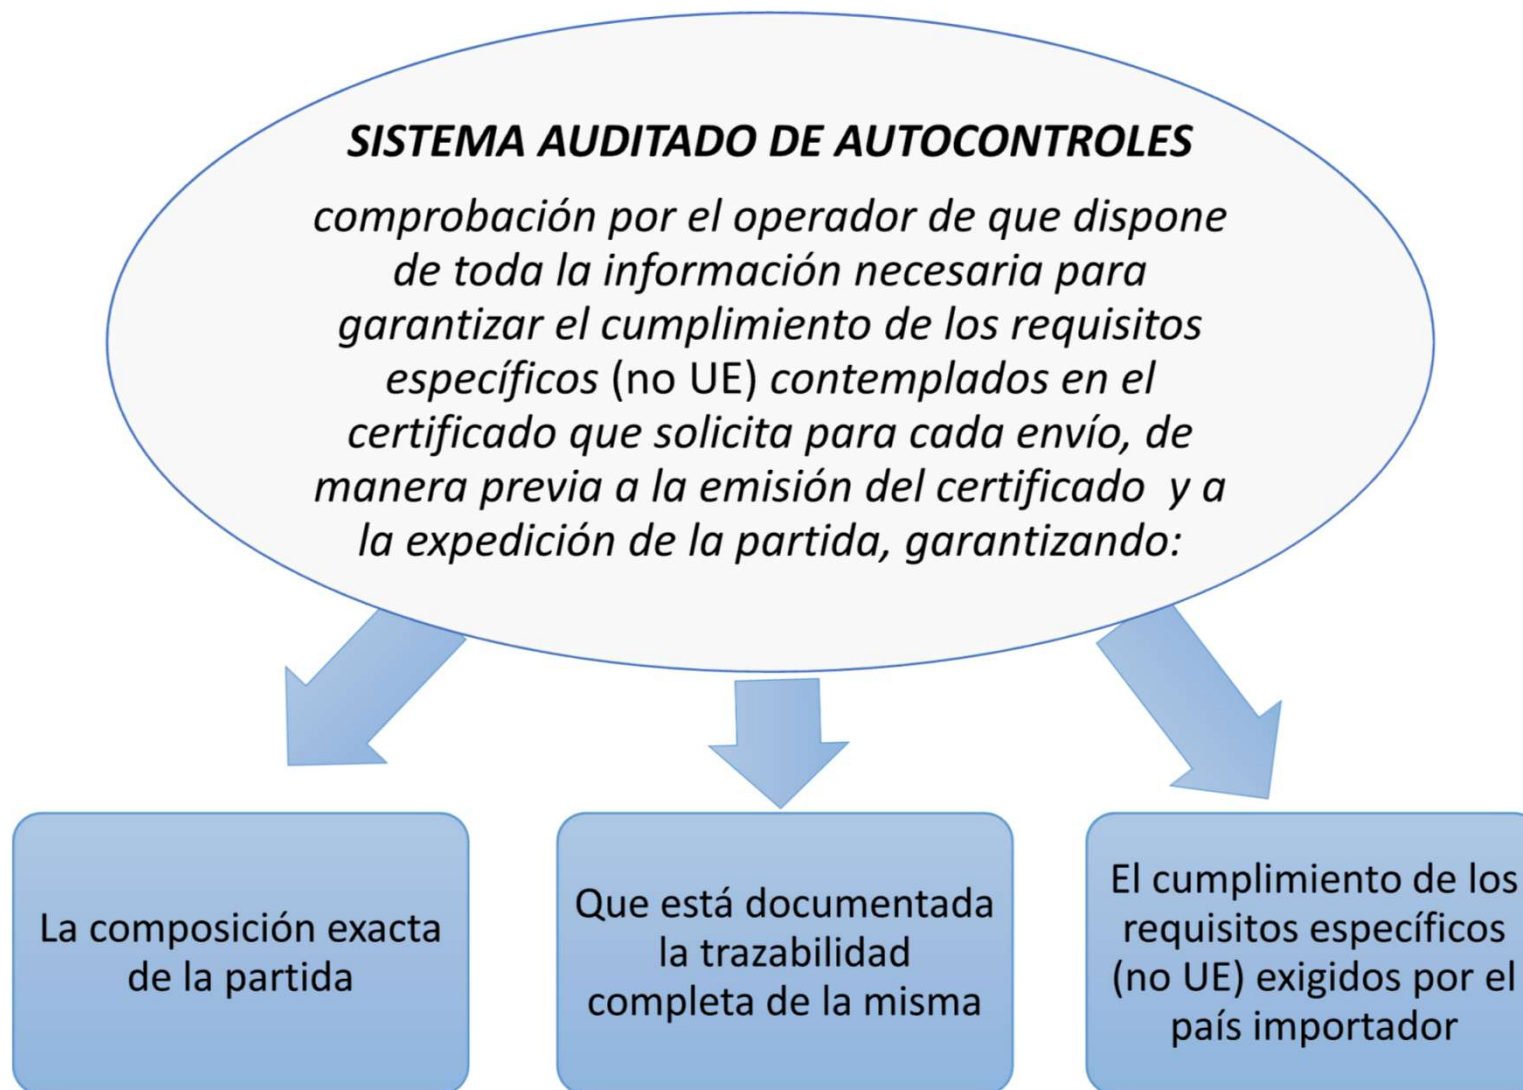 SISTEMA AUDITADO DE AUTOCONTROLES
comprobación por el operador de que dispone
de toda la información necesaria para
garantizar el cumplimiento de los requisitos
específicos (no UE) contemplados en el
certificado que solicita para cada envío, de
manera previa a la emisión del certificado y a
la expedición de la partida, garantizando:
La composición exacta
de la partida
Que está documentada
la trazabilidad
completa de la misma
El cumplimiento de los
requisitos específicos
(no UE) exigidos por el
país importador